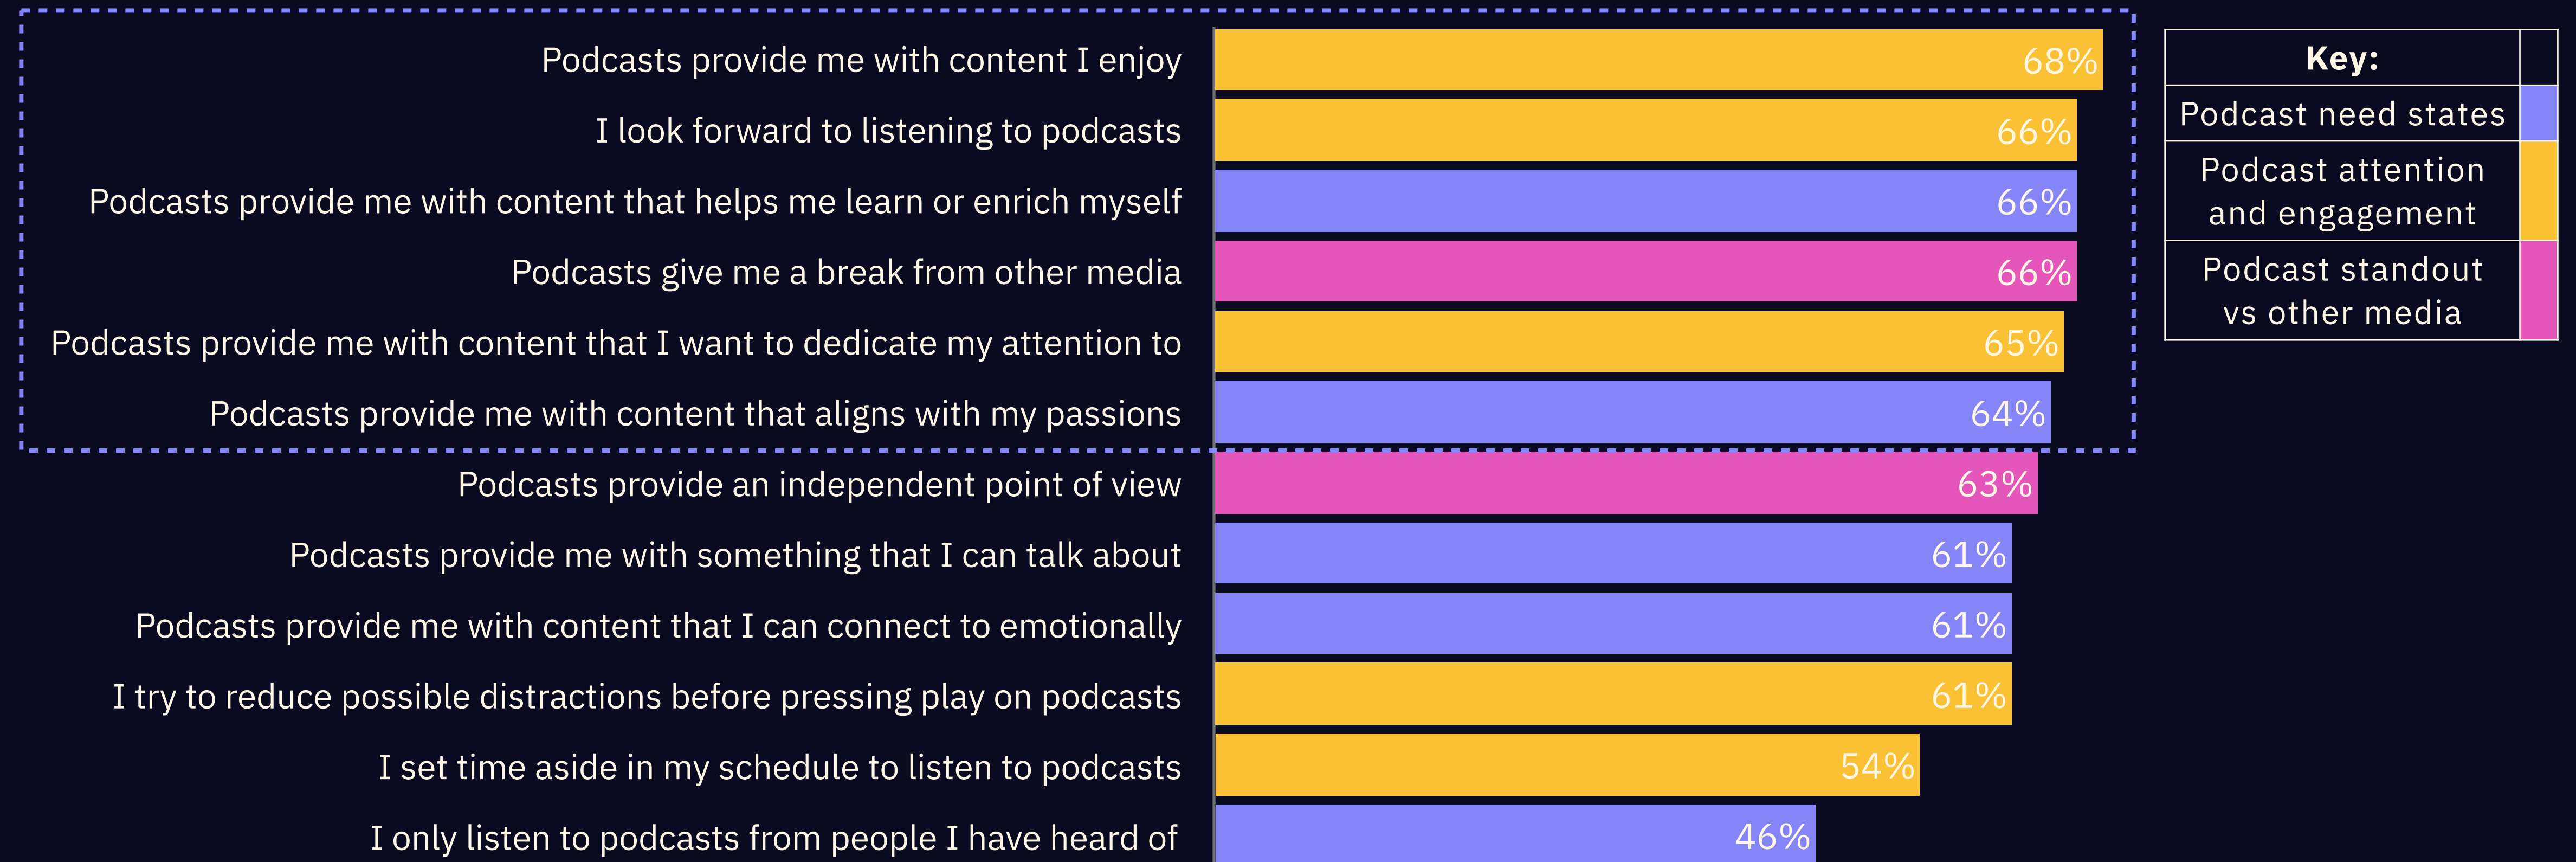 Podcasts provide me with content I enjoy 68%
I look forward to listening to podcasts 66%
Podcasts provide me with content that helps me learn or enrich myself 66%
Podcasts give me a break from other media 66%
Podcasts provide me with content that I want to dedicate my attention to 65%
Podcasts provide me with content that aligns with my passions 64%
Podcasts provide an independent point of view 63%
Podcasts provide me with something that I can talk about 61%
Podcasts provide me with content that I can connect to emotionally 61%
I try to reduce possible distractions before pressing play on podcasts 61%
I set time aside in my schedule to listen to podcasts 54%
I only listen to podcasts from people I have heard of 46%
Key:
Podcast need states
Podcast attention
and engagement
Podcast standout
vs other media